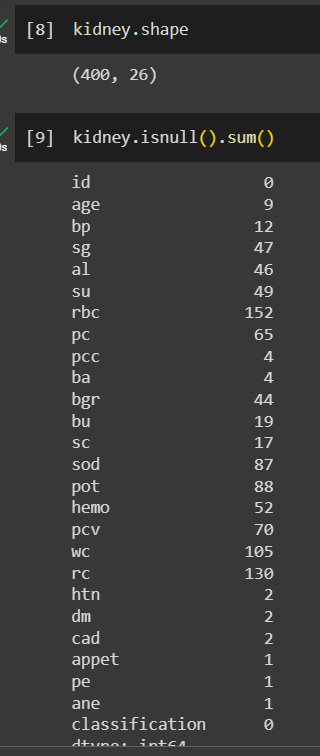 [8] kidney.shape
0s
(400, 26)
[9] kidney.isnull().sum()
0s
id 0
age 9
bp 12
sg 47
al 46
su 49
rbc 152
pc 65
pcc 4
ba 4
bgr 44
bu 19
sc 17
sod 87
pot 88
hemo 52
pcv 70
wc 105
rc 130
htn 2
dm 2
cad 2
appet 1
pe 1
ane 1
classification 0
dtype: int64